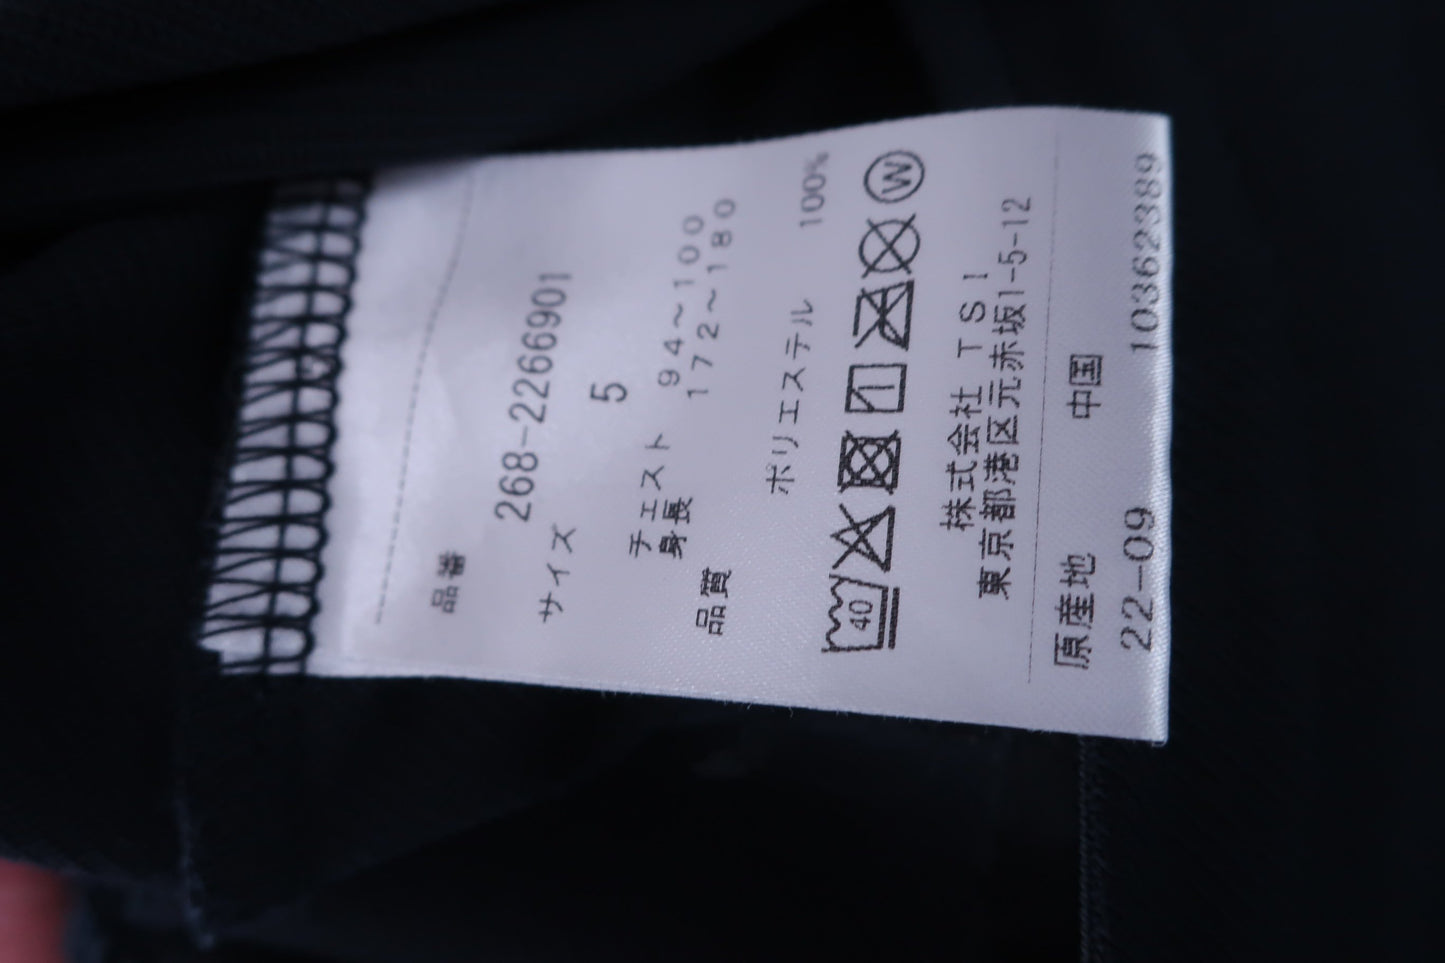 品番
268-2266901
サイズ
5
チェスト 94～100
身長 172～180
品質
ポリエステル 100%
40 W
株式会社 TSI
東京都港区元赤坂1-5-12
原産地 中国
22-09 10362389